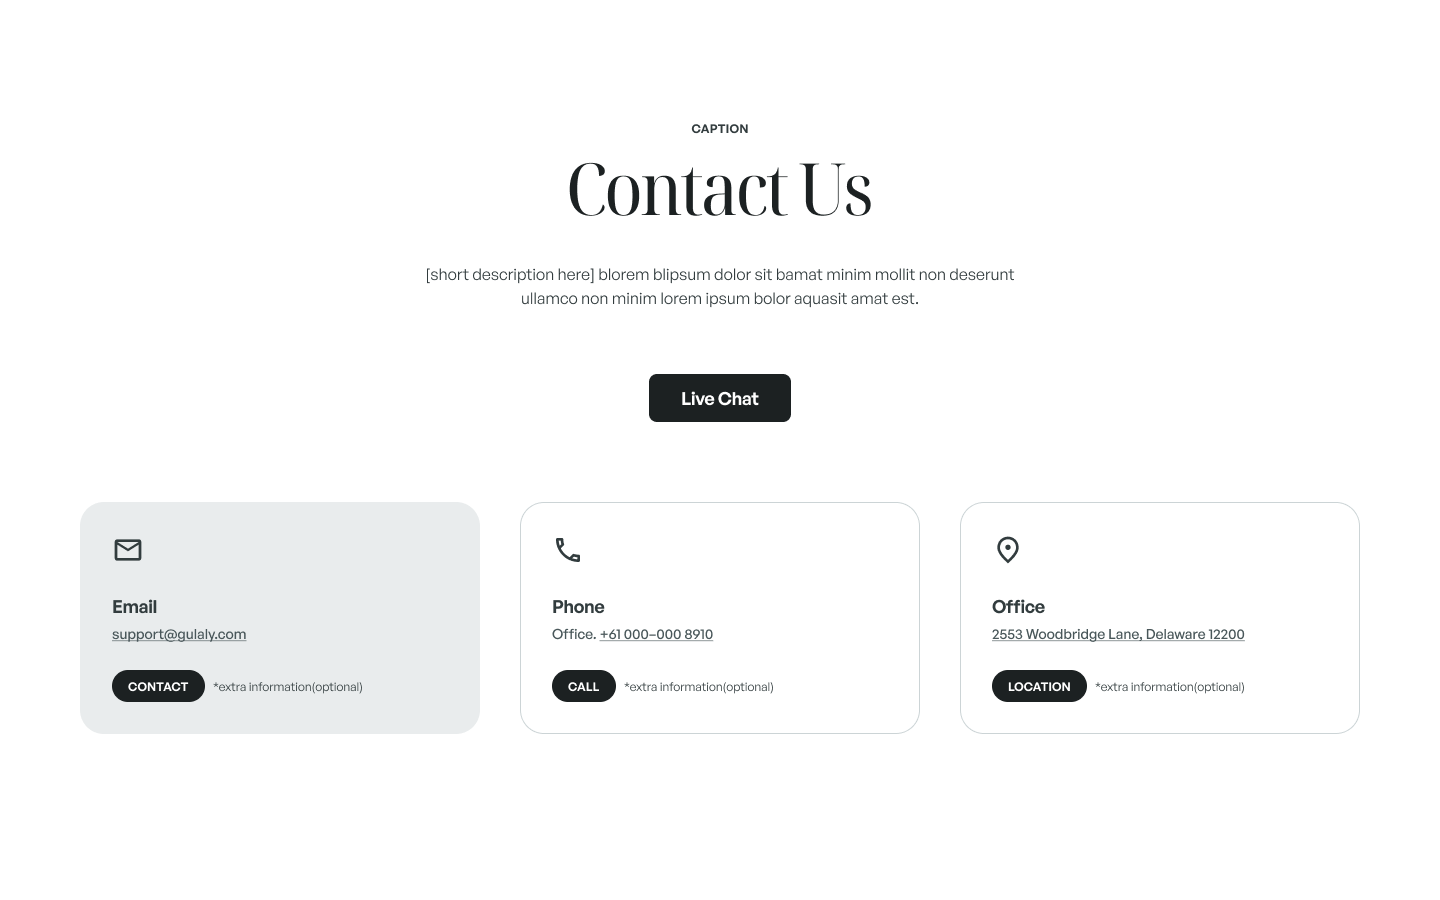 CAPTION
Contact Us
[short description here] blorem blipsum dolor sit bamat minim mollit non deserunt
ullamco non minim lorem ipsum bolor aquasit amat est.
Live Chat
Email
support@gulaly.com
CONTACT *extra information(optional)
Phone
Office. +61 000–000 8910
CALL *extra information(optional)
Office
2553 Woodbridge Lane, Delaware 12200
LOCATION *extra information(optional)